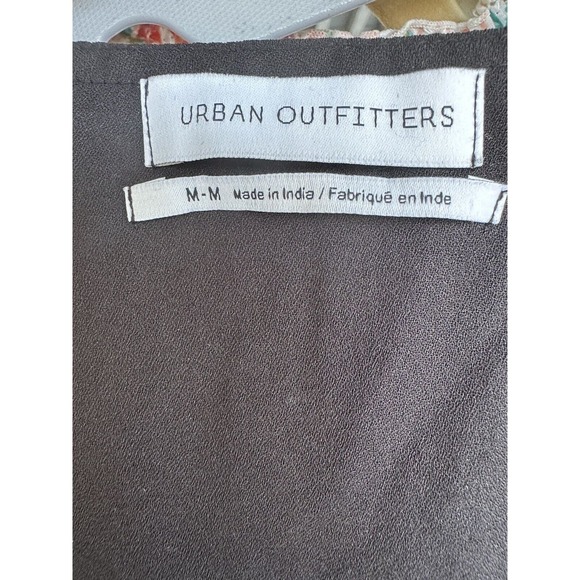 URBAN OUTFITTERS
M-M Made in India / Fabriqué en Inde